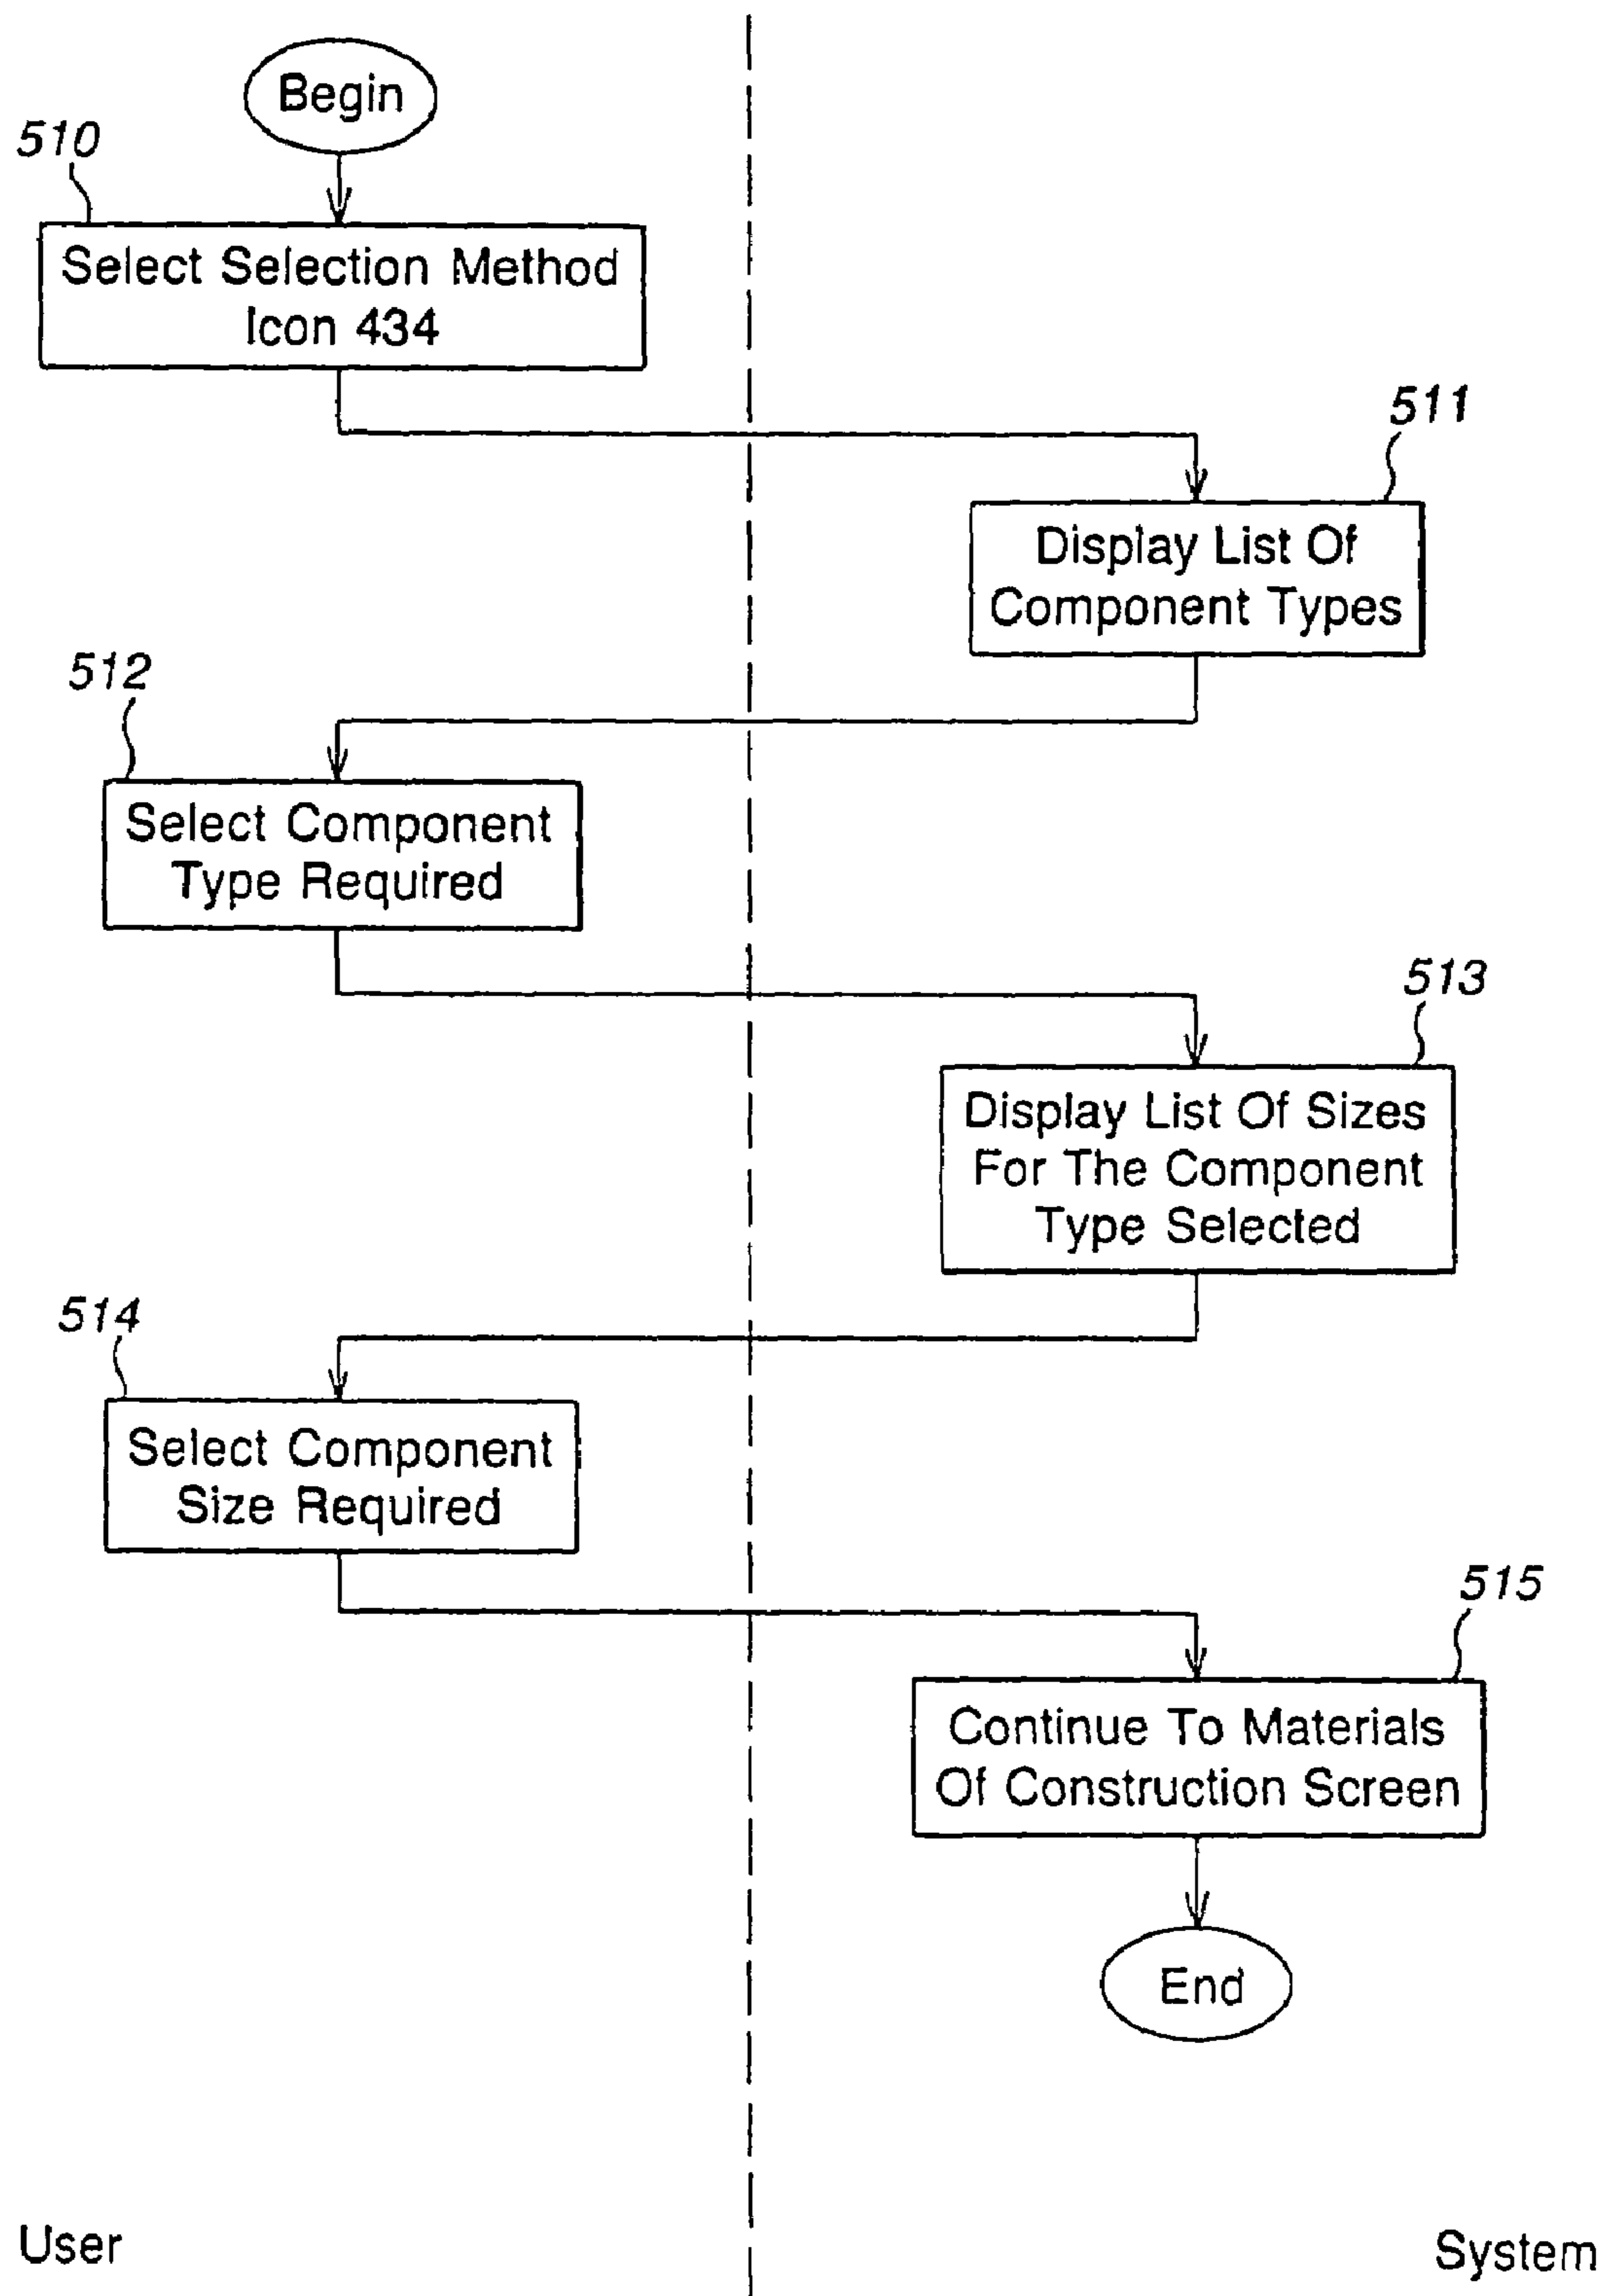 Begin
510
Select Selection Method
Icon 434
511
Display List Of
Component Types
512
Select Component
Type Required
513
Display List Of Sizes
For The Component
Type Selected
514
Select Component
Size Required
515
Continue To Materials
Of Construction Screen
End
User
System